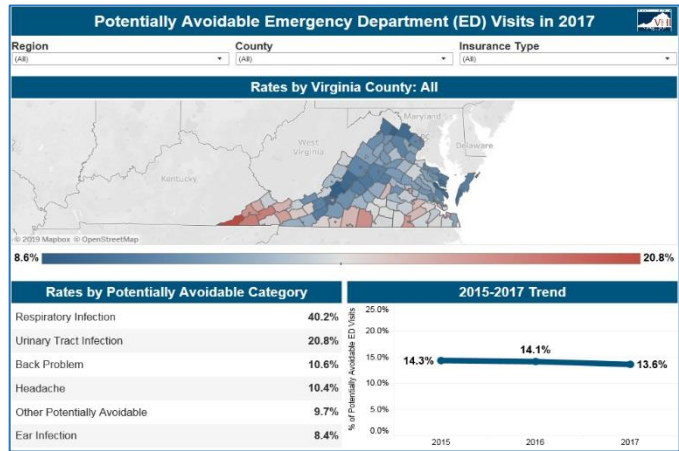 Potentially Avoidable Emergency Department (ED) Visits in 2017
VHI
Region
County
Insurance Type
(All)
(All)
(All)
Rates by Virginia County: All
Maryland
West
Virginia
DC
Delaware
Kentucky
© 2019 Mapbox © OpenStreetMap
8.6%
20.8%
Rates by Potentially Avoidable Category
Respiratory Infection 40.2%
Urinary Tract Infection 20.8%
Back Problem 10.6%
Headache 10.4%
Other Potentially Avoidable 9.7%
Ear Infection 8.4%
2015-2017 Trend
% of Potentially Avoidable ED Visits
25.0%
20.0%
15.0%
10.0%
5.0%
0.0%
14.3%
14.1%
13.6%
2015
2016
2017